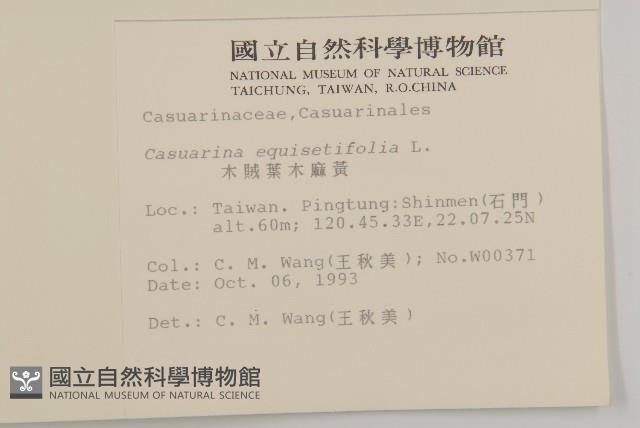 國立自然科學博物館
NATIONAL MUSEUM OF NATURAL SCIENCE
TAICHUNG, TAIWAN, R.O.CHINA
Casuarinaceae,Casuarinales
Casuarina equisetifolia L.
木賊葉木麻黃
Loc.: Taiwan. Pingtung:Shinmen(石門)
alt.60m; 120.45.33E,22.07.25N
Col.: C. M. Wang(王秋美); No.W00371
Date: Oct. 06, 1993
Det.: C. M. Wang(王秋美)
國立自然科學博物館
NATIONAL MUSEUM OF NATURAL SCIENCE